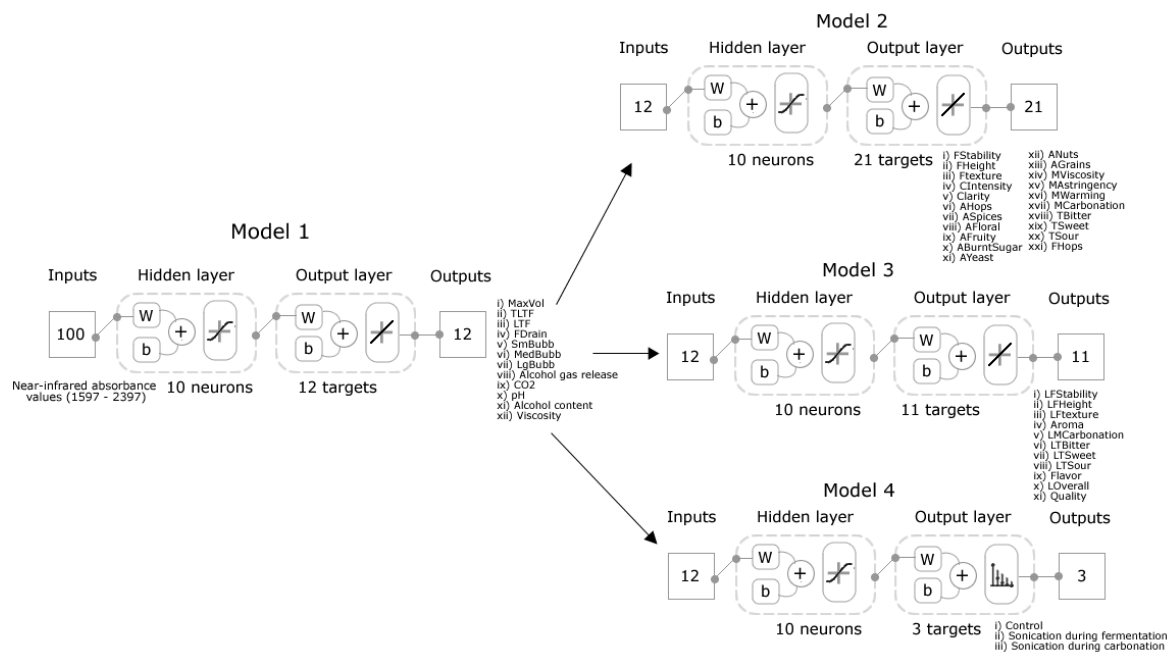 Model 1
Inputs
Hidden layer
Output layer
Outputs
100
W
b
+
W
b
+
12
Near-infrared absorbance
values (1597 - 2397)
10 neurons
12 targets
i) MaxVol
ii) TLTF
iii) LTF
iv) FDrain
v) SmBubb
vi) MedBubb
vii) LgBubb
viii) Alcohol gas release
ix) CO2
x) pH
xi) Alcohol content
xii) Viscosity
Model 2
Inputs
Hidden layer
Output layer
Outputs
12
W
b
+
W
b
+
21
10 neurons
21 targets
i) FStability
ii) FHeight
iii) Ftexture
iv) CIntensity
v) Clarity
vi) AHops
vii) ASpices
viii) AFloral
ix) AFruity
x) ABurntSugar
xi) AYeast
xii) ANuts
xiii) AGrains
xiv) MViscosity
xv) MAstringency
xvi) MWarming
xvii) MCarbonation
xviii) TBitter
xix) TSweet
xx) TSour
xxi) FHops
Model 3
Inputs
Hidden layer
Output layer
Outputs
12
W
b
+
W
b
+
11
10 neurons
11 targets
i) LFStability
ii) LFHeight
iii) LFtexture
iv) Aroma
v) LMCarbonation
vi) LTBitter
vii) LTSweet
viii) LTSour
ix) Flavor
x) LOverall
xi) Quality
Model 4
Inputs
Hidden layer
Output layer
Outputs
12
W
b
+
W
b
+
3
10 neurons
3 targets
i) Control
ii) Sonication during fermentation
iii) Sonication during carbonation